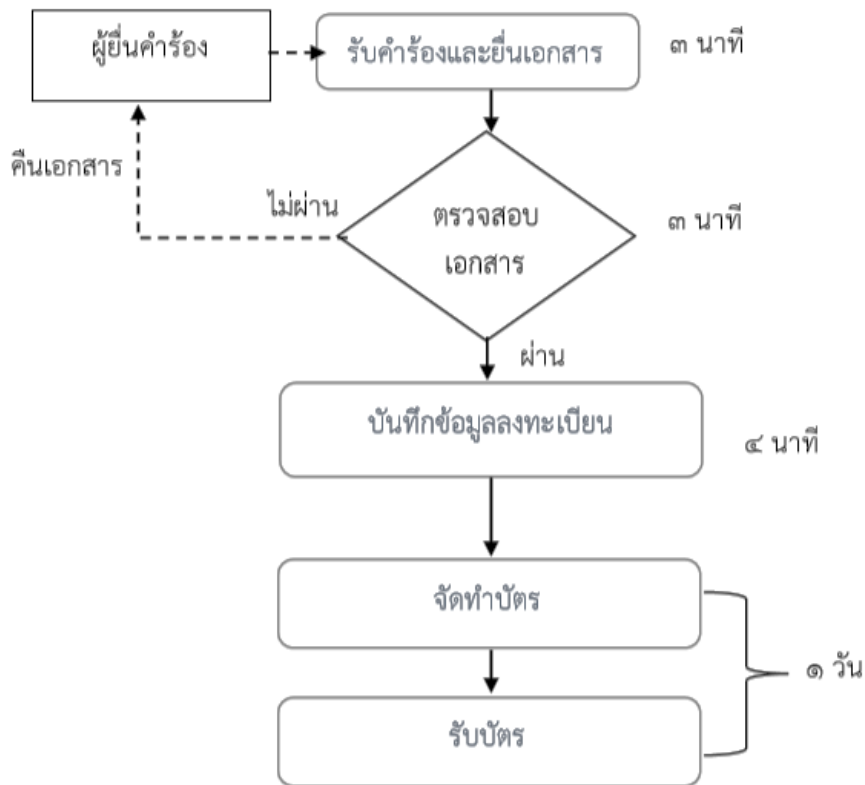 ผู้ยื่นคำร้อง
รับคำร้องและยื่นเอกสาร
๓ นาที
คืนเอกสาร
ไม่ผ่าน
ตรวจสอบ
เอกสาร
๓ นาที
ผ่าน
บันทึกข้อมูลลงทะเบียน
๔ นาที
จัดทำบัตร
๑ วัน
รับบัตร